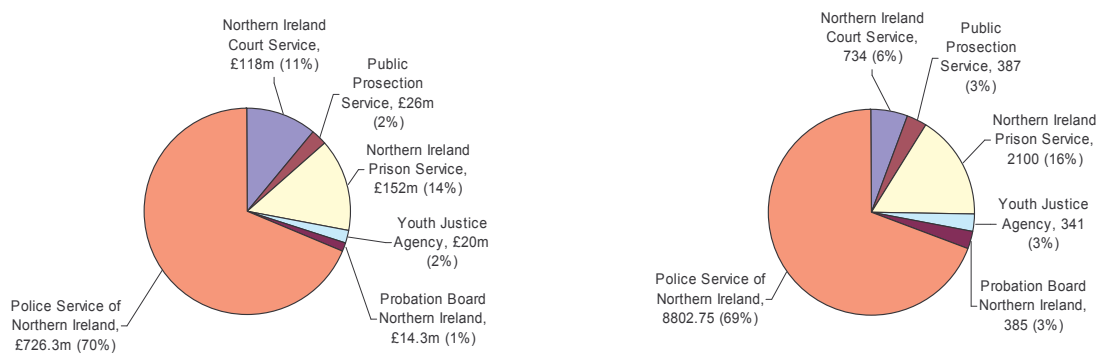 Northern Ireland
Court Service,
£118m (11%)
Public
Prosection
Service, £26m
(2%)
Northern Ireland
Prison Service,
£152m (14%)
Youth Justice
Agency, £20m
(2%)
Probation Board
Northern Ireland,
£14.3m (1%)
Police Service of
Northern Ireland,
£726.3m (70%)
Northern Ireland
Court Service,
734 (6%)
Public
Prosection
Service, 387
(3%)
Northern Ireland
Prison Service,
2100 (16%)
Youth Justice
Agency, 341
(3%)
Probation Board
Northern Ireland,
385 (3%)
Police Service of
Northern Ireland,
8802.75 (69%)